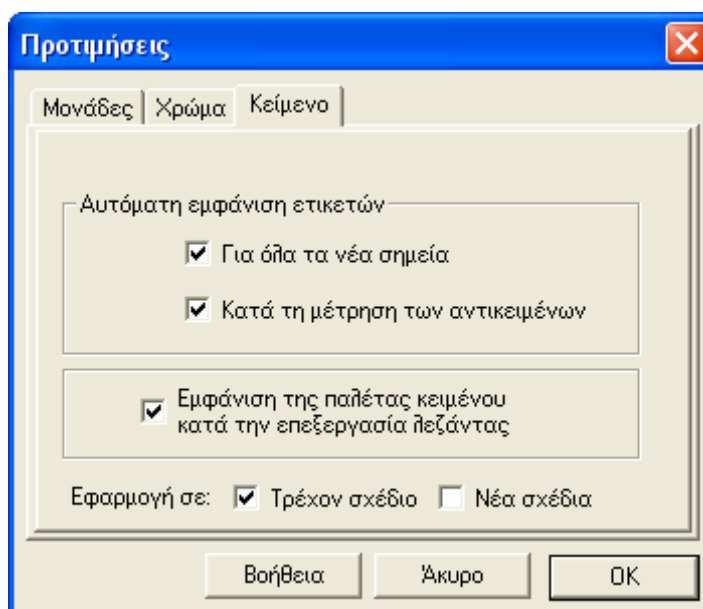 Προτιμήσεις
Μονάδες Χρώμα Κείμενο
Αυτόματη εμφάνιση ετικετών
Για όλα τα νέα σημεία
Κατά τη μέτρηση των αντικειμένων
Εμφάνιση της παλέτας κειμένου
κατά την επεξεργασία λεζάντας
Εφαρμογή σε: Τρέχον σχέδιο Νέα σχέδια
Βοήθεια Άκυρο OK